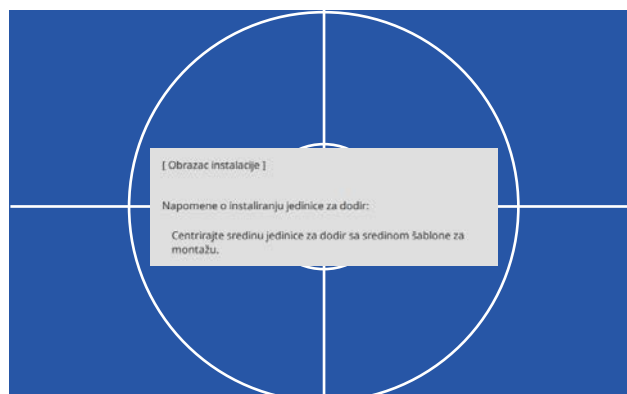 [ Obrazac instalacije ]
Napomene o instaliranju jedinice za dodir:
Centrirajte sredinu jedinice za dodir sa sredinom šablone za
montažu.